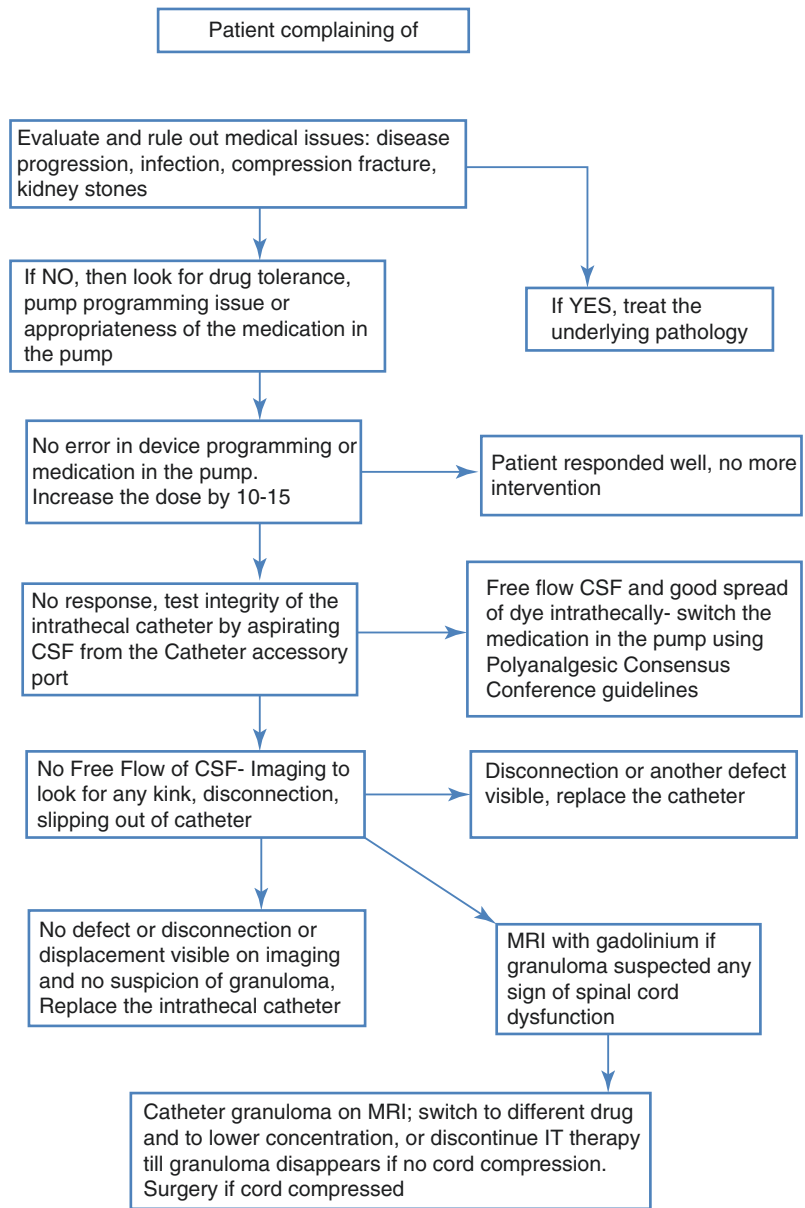 Patient complaining of
Evaluate and rule out medical issues: disease
progression, infection, compression fracture,
kidney stones
If NO, then look for drug tolerance,
pump programming issue or
appropriateness of the medication in
the pump
If YES, treat the
underlying pathology
No error in device programming or
medication in the pump.
Increase the dose by 10-15
Patient responded well, no more
intervention
No response, test integrity of the
intrathecal catheter by aspirating
CSF from the Catheter accessory
port
Free flow CSF and good spread
of dye intrathecally- switch the
medication in the pump using
Polyanalgesic Consensus
Conference guidelines
No Free Flow of CSF- Imaging to
look for any kink, disconnection,
slipping out of catheter
Disconnection or another defect
visible, replace the catheter
No defect or disconnection or
displacement visible on imaging
and no suspicion of granuloma,
Replace the intrathecal catheter
MRI with gadolinium if
granuloma suspected any
sign of spinal cord
dysfunction
Catheter granuloma on MRI; switch to different drug
and to lower concentration, or discontinue IT therapy
till granuloma disappears if no cord compression.
Surgery if cord compressed